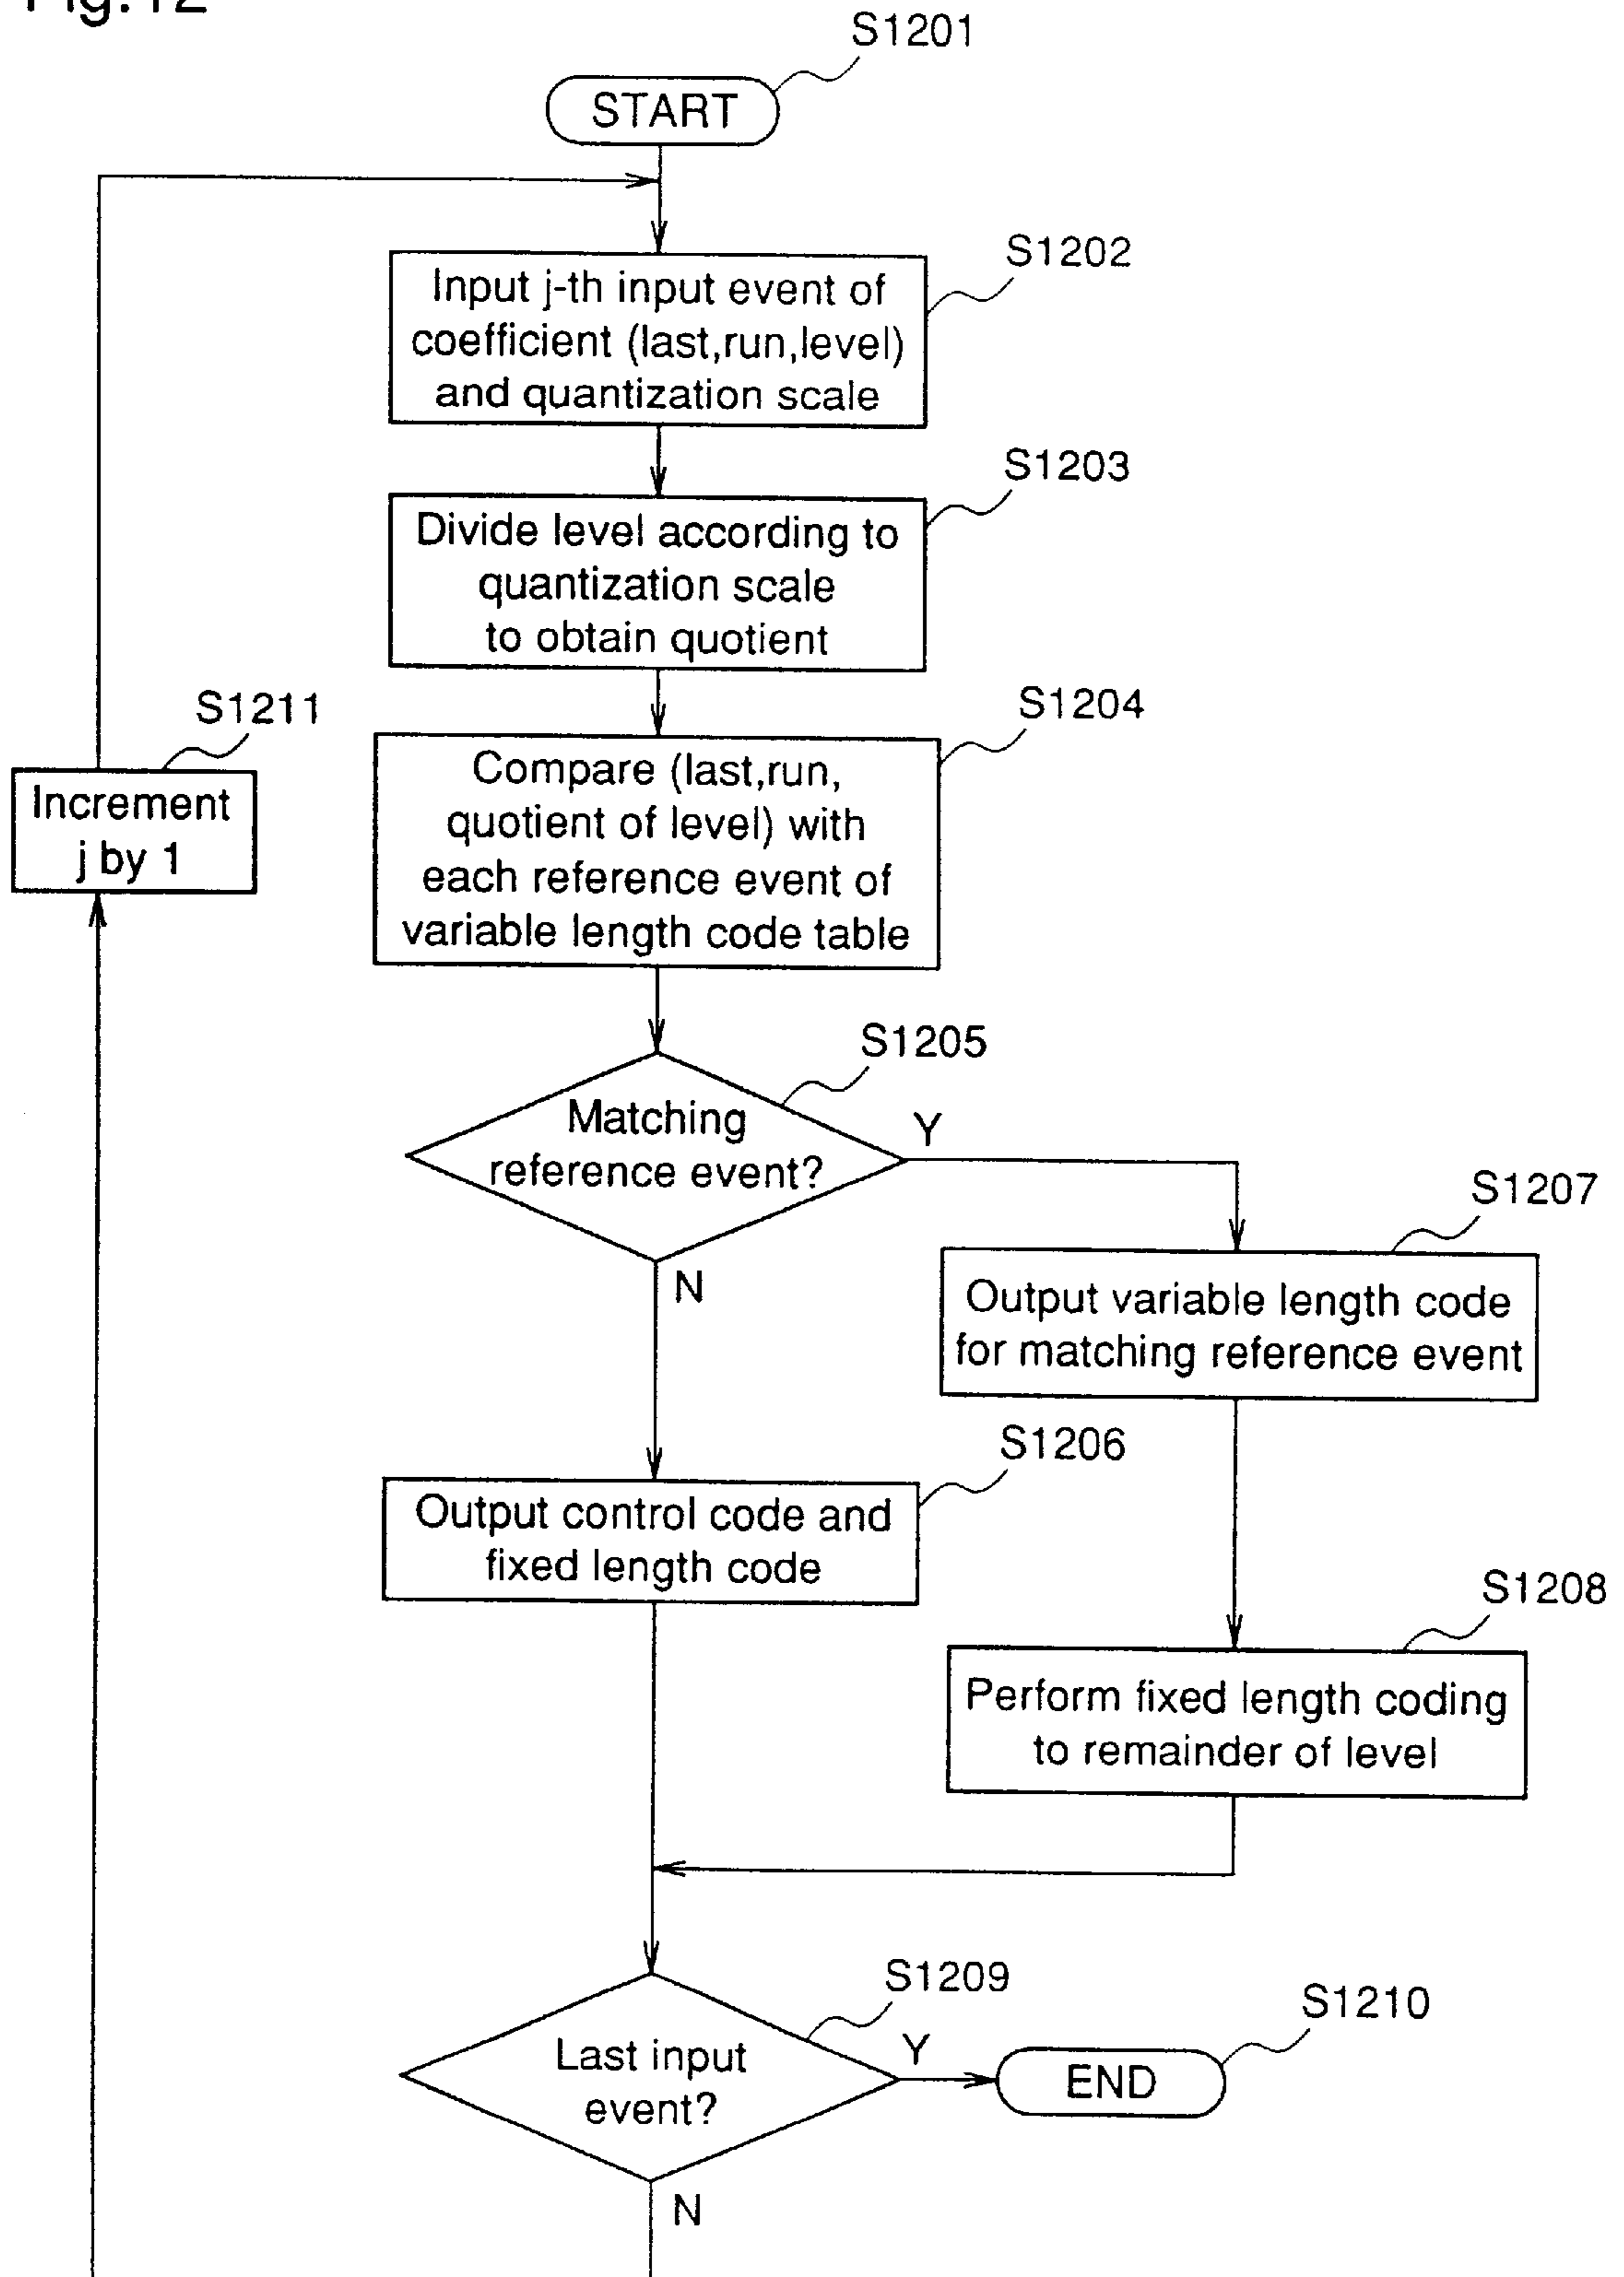 Fig.12
S1201
START
S1202
Input j-th input event of
coefficient (last,run,level)
and quantization scale
S1203
Divide level according to
quantization scale
to obtain quotient
S1211
Increment
j by 1
S1204
Compare (last,run,
quotient of level) with
each reference event of
variable length code table
S1205
Matching
reference event?
Y
N
S1207
Output variable length code
for matching reference event
S1206
Output control code and
fixed length code
S1208
Perform fixed length coding
to remainder of level
S1209
Last input
event?
Y
S1210
END
N